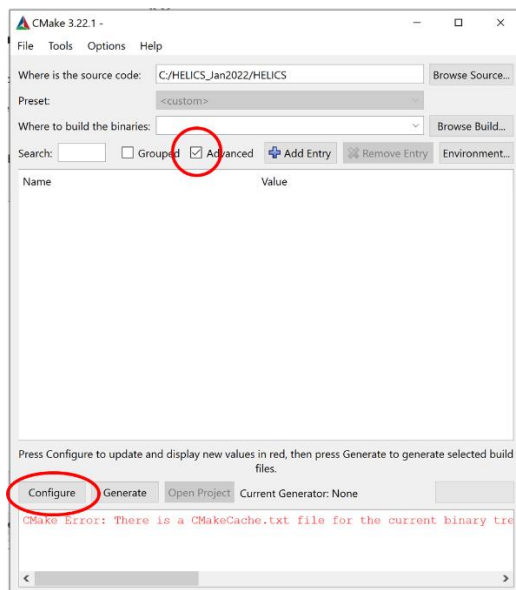 CMake 3.22.1 -
File Tools Options Help
Where is the source code: C:/HELICS_Jan2022/HELICS Browse Source...
Preset: <custom>
Where to build the binaries: Browse Build...
Search: Grouped Advanced Add Entry Remove Entry Environment...
Name Value
Press Configure to update and display new values in red, then press Generate to generate selected build
files.
Configure Generate Open Project Current Generator: None
CMake Error: There is a CMakeCache.txt file for the current binary tre